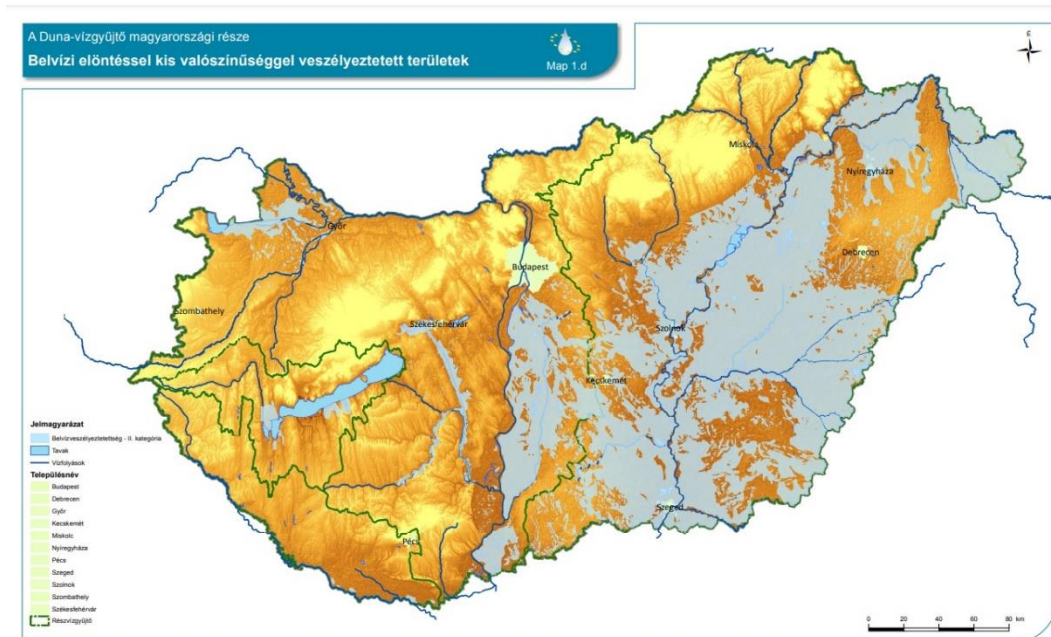 A Duna-vízgyűjtő magyarországi része
Belvízi elöntéssel kis valószínűséggel veszélyeztetett területek
Map 1.d
É
Miskolc
Nyíregyháza
Győr
Debrecen
Budapest
Szombathely
Székesfehérvár
Szolnok
Kecskemét
Szeged
Pécs
Jelmagyarázat
Belvízveszélyeztetettség - II. kategória
Tavak
Vízfolyások
Településnév
Budapest
Debrecen
Győr
Kecskemét
Miskolc
Nyíregyháza
Pécs
Szeged
Szolnok
Szombathely
Székesfehérvár
Részvízgyűjtő
0 20 40 60 80 km